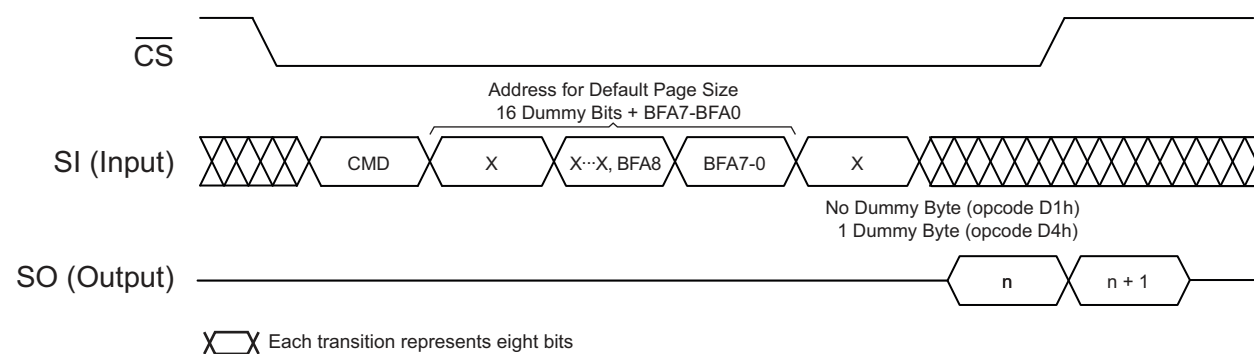 CS
Address for Default Page Size
16 Dummy Bits + BFA7-BFA0
SI (Input)
CMD
X
X···X, BFA8
BFA7-0
X
No Dummy Byte (opcode D1h)
1 Dummy Byte (opcode D4h)
SO (Output)
n
n + 1
Each transition represents eight bits